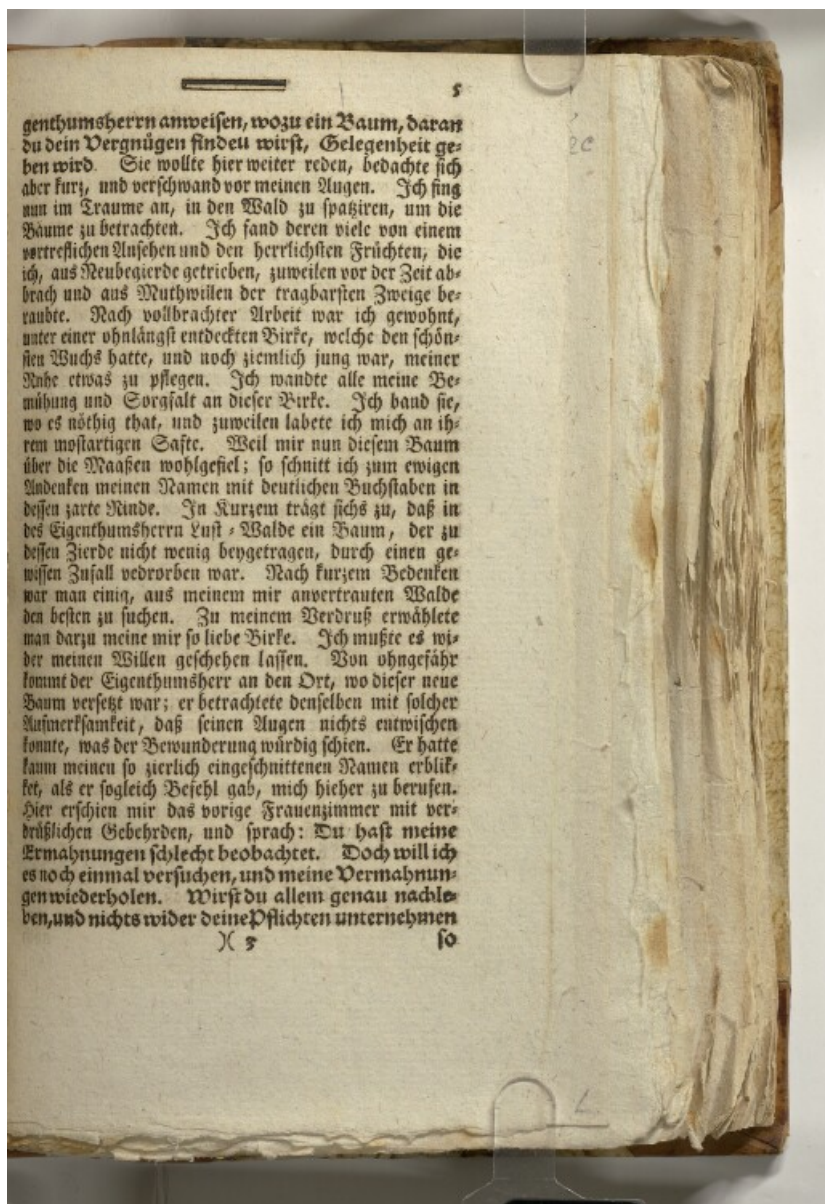 5
genthumsherrn anweisen, wozu ein Baum, daran
du dein Vergnügen findeu wirst, Gelegenheit ge-
ben wird. Sie wollte hier weiter reden, bedachte sich
aber kurz, und verschwand vor meinen Augen. Ich fing
nun im Traume an, in den Wald zu spatziren, um die
Bäume zu betrachten. Ich fand deren viele von einem
vortreflichen Ansehen und den herrlichsten Früchten, die
ich, aus Neubegierde getrieben, zuweilen vor der Zeit ab-
brach und aus Muthwillen der tragbarsten Zweige be-
raubte. Nach vollbrachter Arbeit war ich gewohnt,
unter einer ohnlängst entdeckten Birke, welche den schön-
sten Wuchs hatte, und noch ziemlich jung war, meiner
Ruhe etwas zu pflegen. Ich wandte alle meine Be-
mühung und Sorgfalt an dieser Birke. Ich band sie,
wo es nöthig that, und zuweilen labete ich mich an ih-
rem mostartigen Safte. Weil mir nun diesem Baum
über die Maaßen wohlgefiel; so schnitt ich zum ewigen
Andenken meinen Namen mit deutlichen Buchstaben in
dessen zarte Rinde. In Kurzem trägt sichs zu, daß in
des Eigenthumsherrn Lust-Walde ein Baum, der zu
dessen Zierde nicht wenig beygetragen, durch einen ge-
wissen Zufall vedrorben war. Nach kurzem Bedenken
war man einig, aus meinem mir anvertrauten Walde
den besten zu suchen. Zu meinem Verdruß erwählete
man darzu meine mir so liebe Birke. Ich mußte es wi-
der meinen Willen geschehen lassen. Von ohngefähr
kommt der Eigenthumsherr an den Ort, wo dieser neue
Baum versetzt war; er betrachtete denselben mit solcher
Aufmerksamkeit, daß seinen Augen nichts entwischen
konnte, was der Bewunderung würdig schien. Er hatte
kaum meinen so zierlich eingeschnittenen Namen erblik-
ket, als er sogleich Befehl gab, mich hieher zu berufen.
Hier erschien mir das vorige Frauenzimmer mit ver-
drüßlichen Gebehrden, und sprach: Du hast meine
Ermahnungen schlecht beobachtet. Doch will ich
es noch einmal versuchen, und meine Vermahnun-
gen wiederholen. Wirst du allem genau nachle-
ben, und nichts wider deine Pflichten unternehmen
)( 3 so